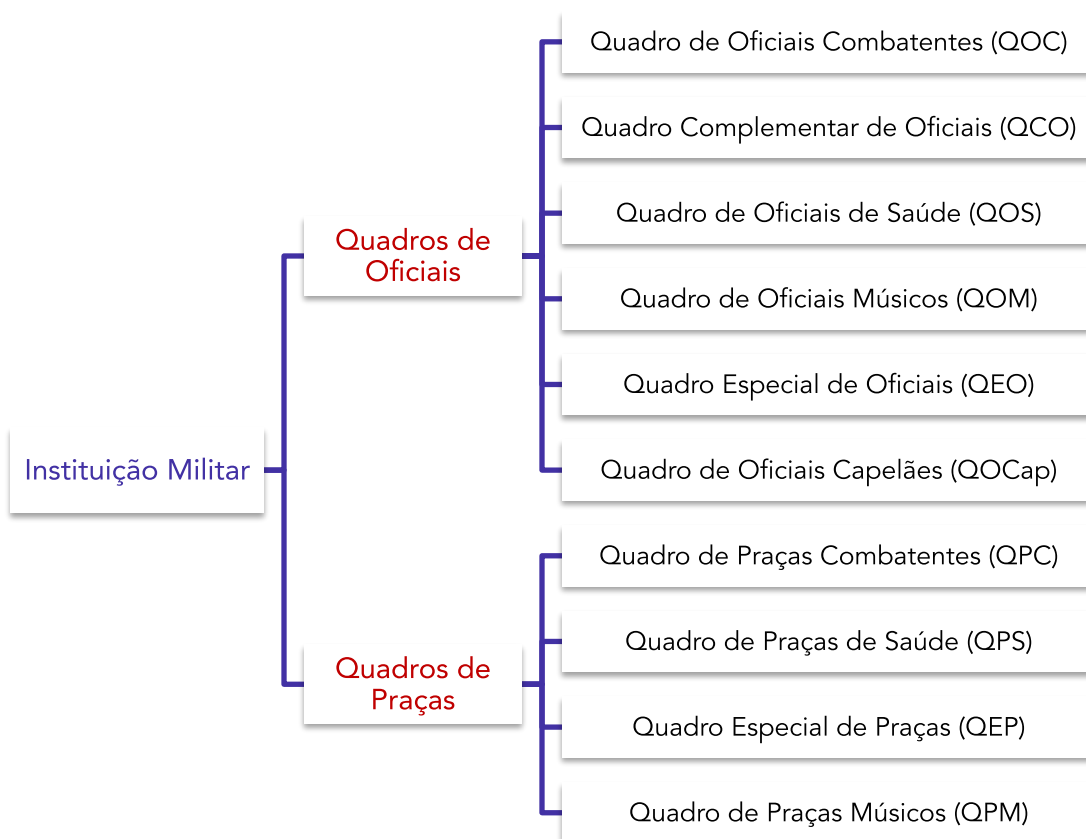 Instituição Militar
Quadros de
Oficiais
Quadro de Oficiais Combatentes (QOC)
Quadro Complementar de Oficiais (QCO)
Quadro de Oficiais de Saúde (QOS)
Quadro de Oficiais Músicos (QOM)
Quadro Especial de Oficiais (QEO)
Quadro de Oficiais Capelães (QOCap)
Quadros de
Praças
Quadro de Praças Combatentes (QPC)
Quadro de Praças de Saúde (QPS)
Quadro Especial de Praças (QEP)
Quadro de Praças Músicos (QPM)